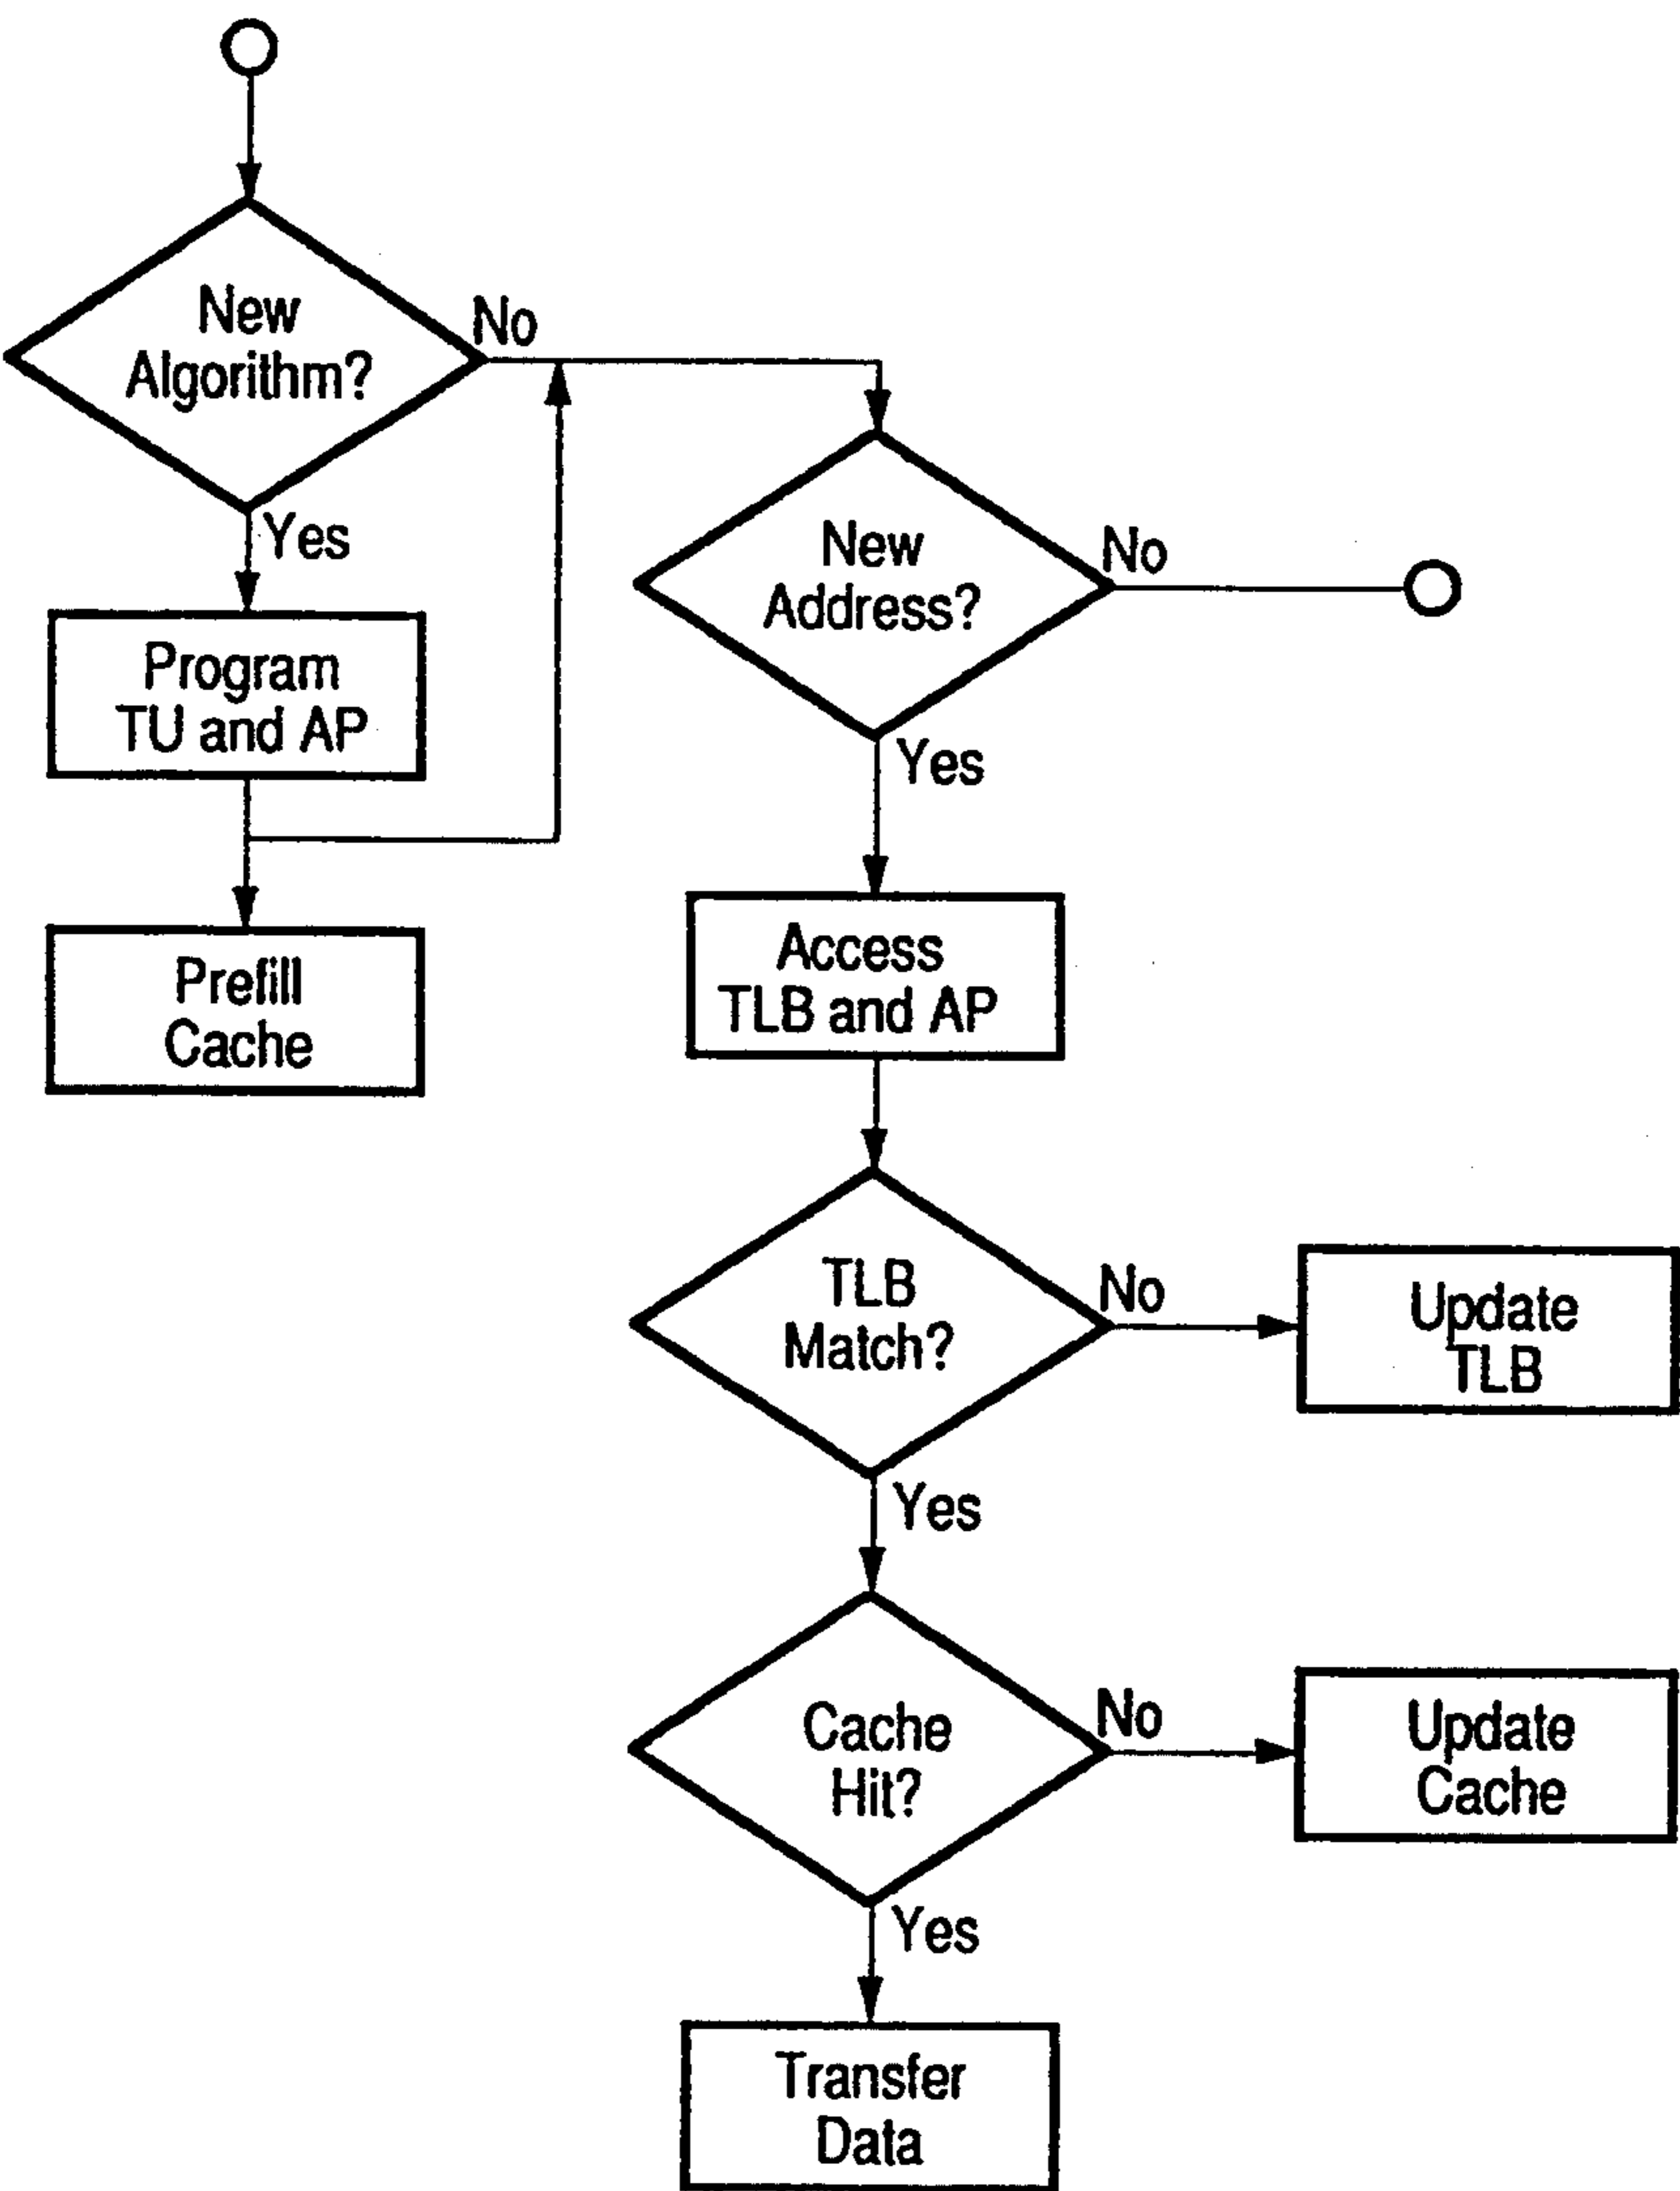 New
Algorithm?
No
Yes
Program
TU and AP
Prefill
Cache
New
Address?
No
Yes
Access
TLB and AP
TLB
Match?
No
Update
TLB
Yes
Cache
Hit?
No
Update
Cache
Yes
Transfer
Data